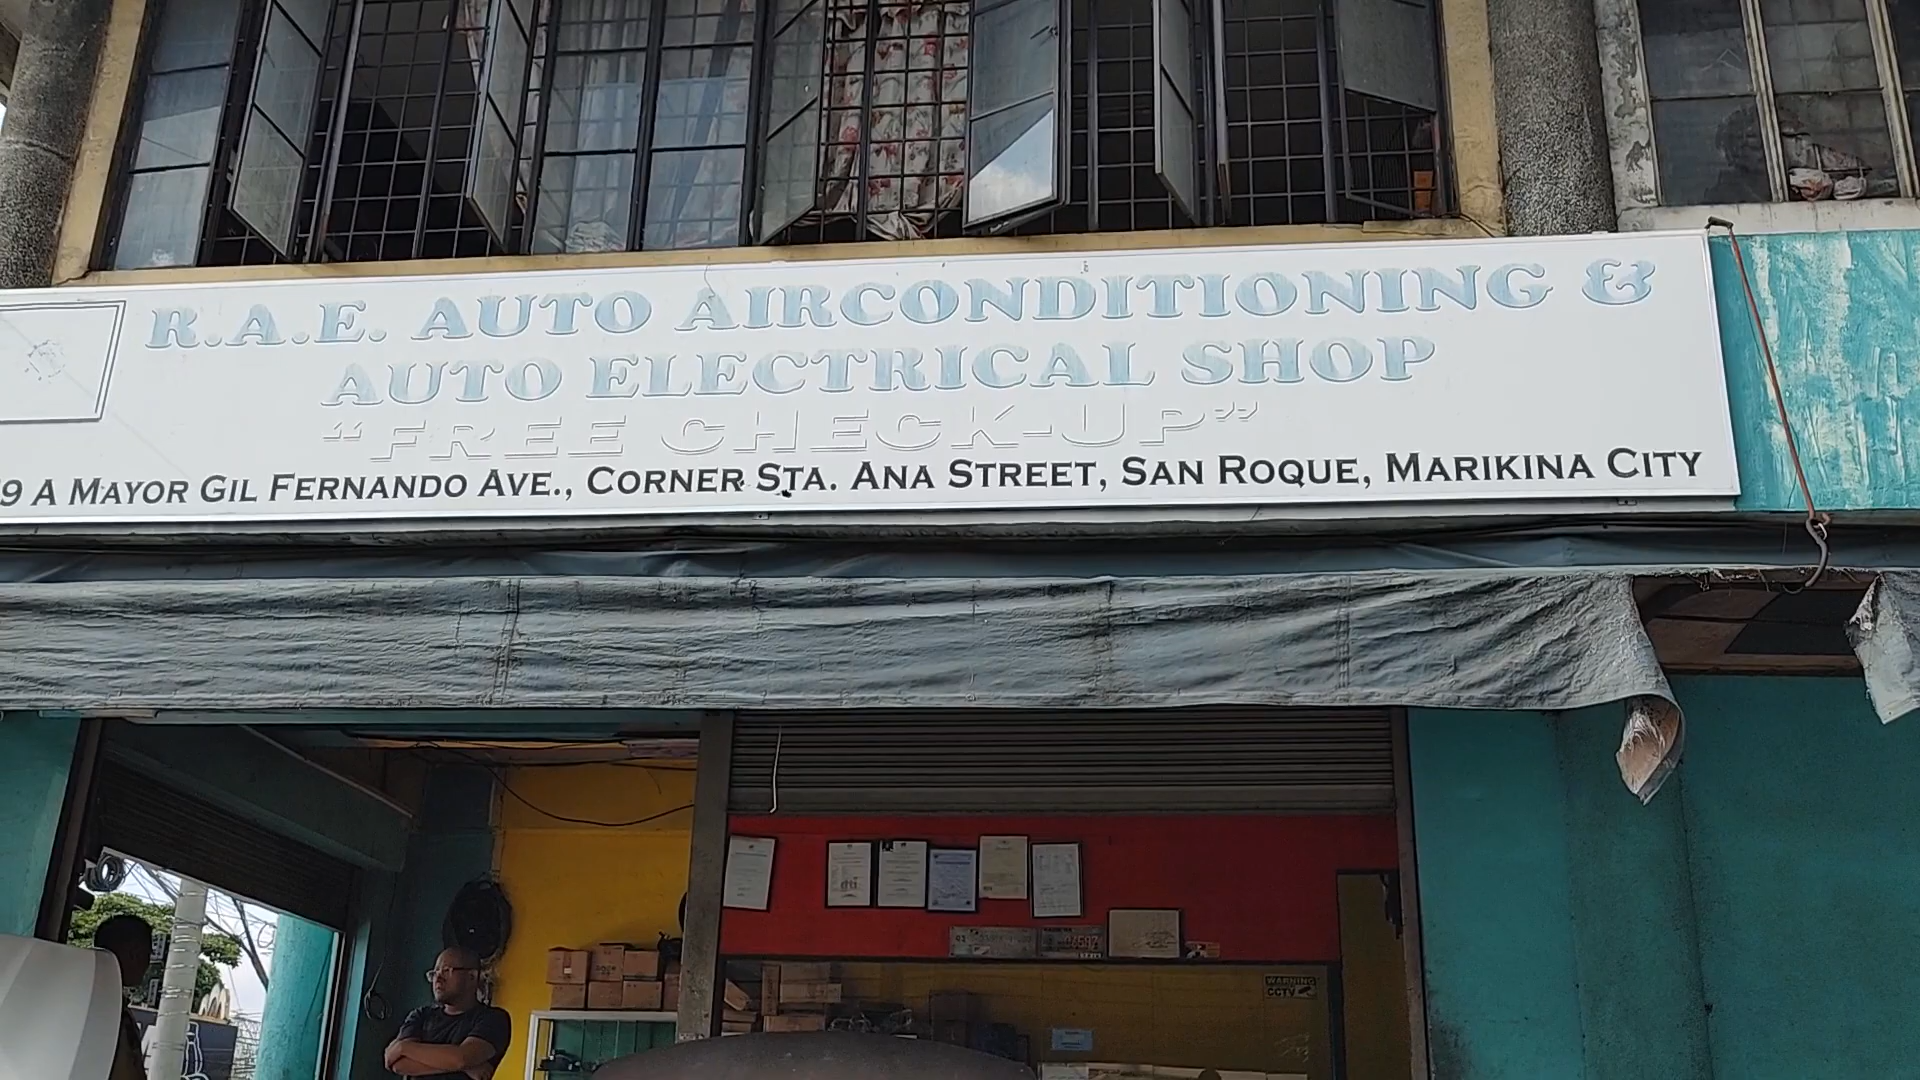 R.A.E. AUTO AIRCONDITIONING &
AUTO ELECTRICAL SHOP
"FREE CHECK-UP"
9 A MAYOR GIL FERNANDO AVE., CORNER STA. ANA STREET, SAN ROQUE, MARIKINA CITY
WARNING
CCTV